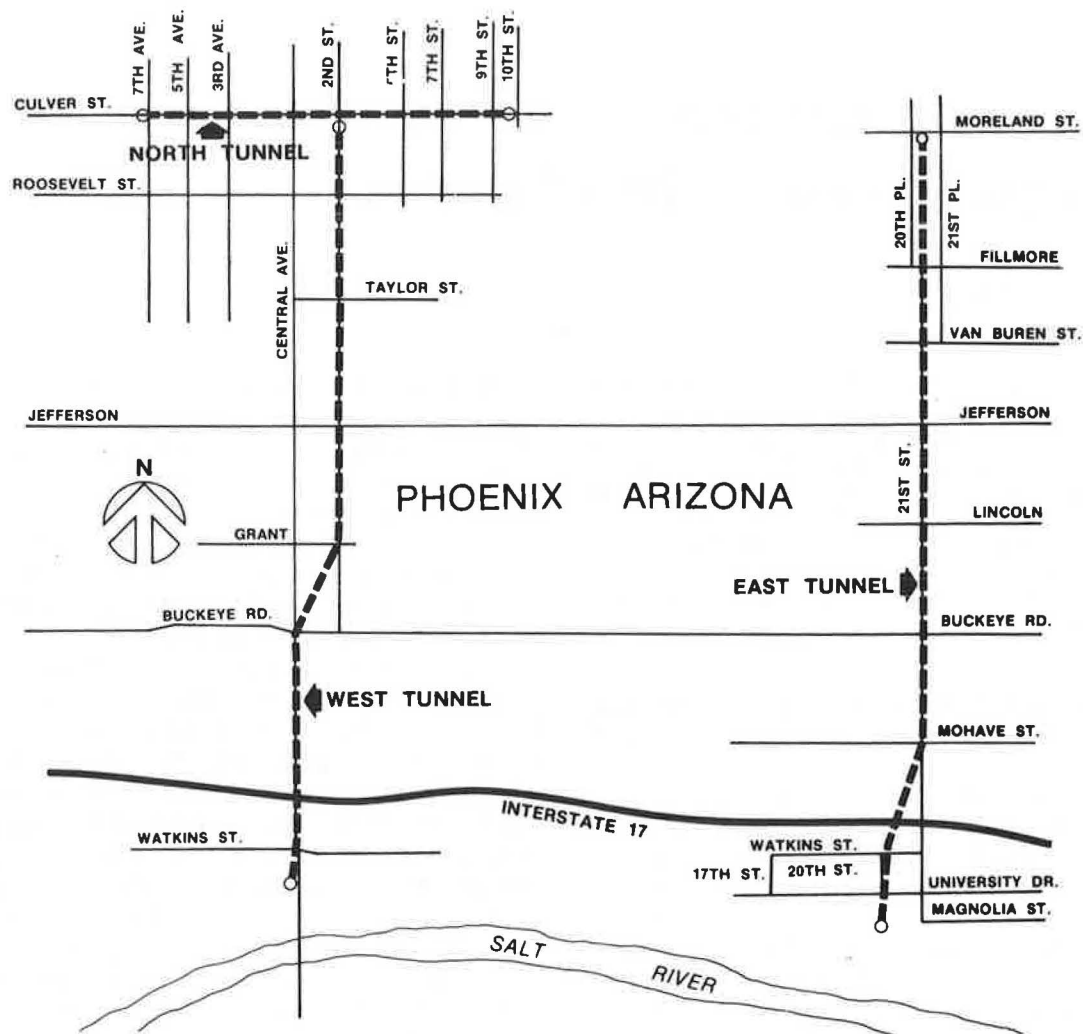 7TH AVE.
5TH AVE.
3RD AVE.
2ND ST.
7TH ST.
9TH ST.
10TH ST.
CULVER ST.
MORELAND ST.
NORTH TUNNEL
ROOSEVELT ST.
20TH PL.
21ST PL.
CENTRAL AVE.
FILLMORE
TAYLOR ST.
VAN BUREN ST.
JEFFERSON
JEFFERSON
N
PHOENIX ARIZONA
21ST ST.
LINCOLN
GRANT
EAST TUNNEL
BUCKEYE RD.
BUCKEYE RD.
WEST TUNNEL
MOHAVE ST.
INTERSTATE 17
WATKINS ST.
WATKINS ST.
17TH ST.
20TH ST.
UNIVERSITY DR.
MAGNOLIA ST.
SALT
RIVER